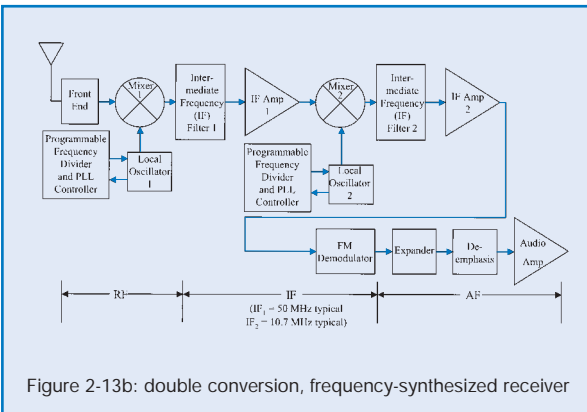 Front
End
Mixer
1
Inter-
mediate
Frequency
(IF)
Filter 1
IF Amp
1
Mixer
2
Inter-
mediate
Frequency
(IF)
Filter 2
IF Amp
2
Programmable
Frequency
Divider
and PLL
Controller
Local
Oscillator
1
Programmable
Frequency
Divider
and PLL
Controller
Local
Oscillator
2
FM
Demodulator
Expander
De-
emphasis
Audio
Amp
RF
IF
(IF1 = 50 MHz typical
IF2 = 10.7 MHz typical)
AF
Figure 2-13b: double conversion, frequency-synthesized receiver